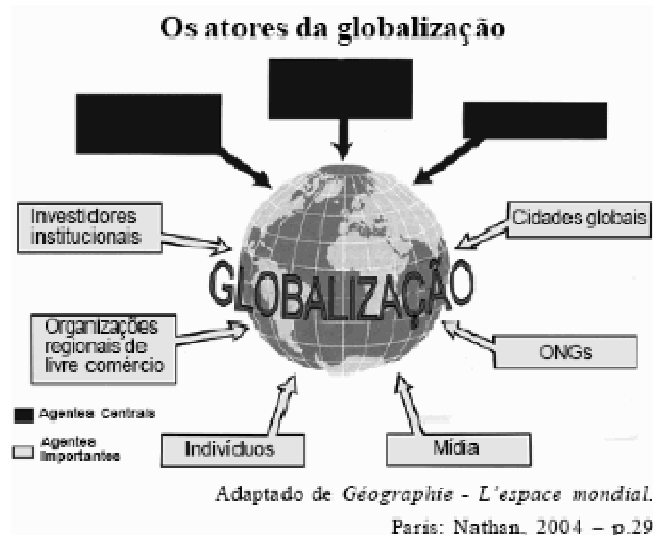 Os atores da globalização
Investidores
institucionais
Cidades globais
GLOBALIZAÇÃO
Organizações
regionais de
livre comércio
ONGs
Agentes Centrais
Agentes
Importantes
Indivíduos
Mídia
Adaptado de Géographie - L'espace mondial.
Paris: Nathan, 2004 – p.29